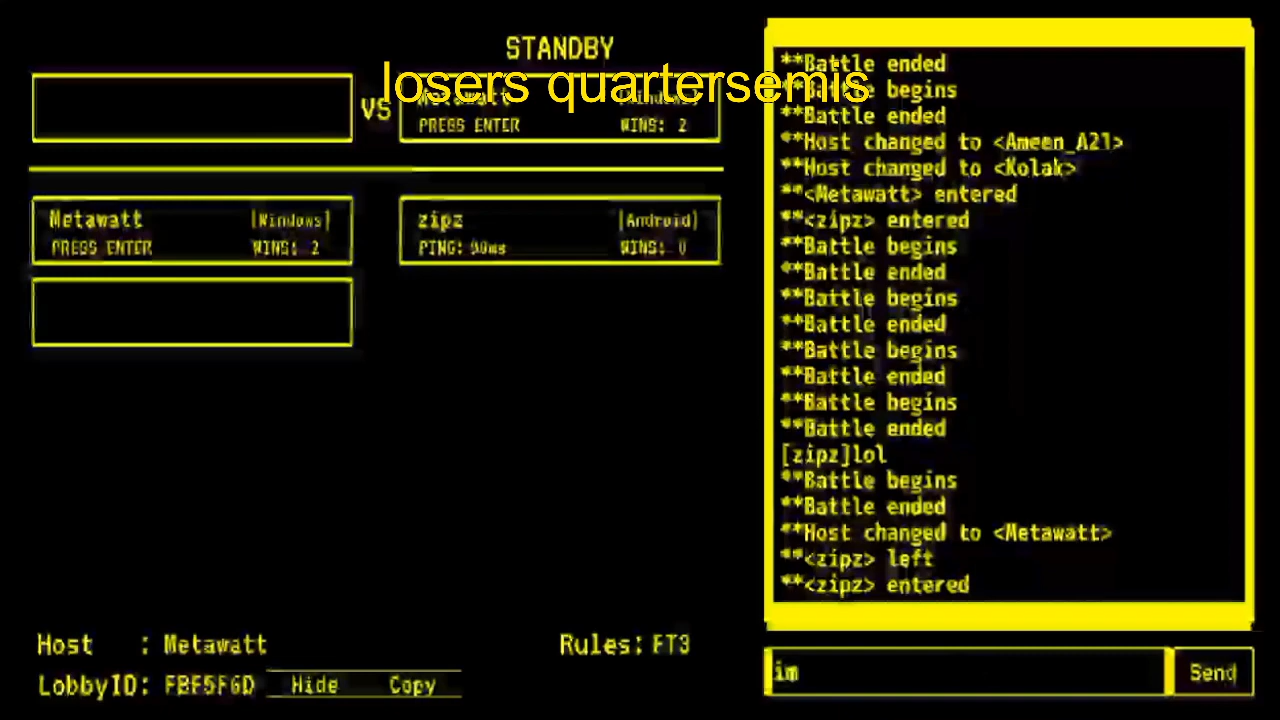 STANDBY
losers quartersemis
VS
Metawatt [Windows]
PRESS ENTER WINS: 2
Metawatt [Windows]
PRESS ENTER WINS: 2
zipz [Android]
PING: 90ms WINS: 0
**Battle ended
**Battle begins
**Battle ended
**Host changed to <Ameen_A21>
**Host changed to <Kolak>
**<Metawatt> entered
**<zipz> entered
**Battle begins
**Battle ended
**Battle begins
**Battle ended
**Battle begins
**Battle ended
**Battle begins
**Battle ended
[zipz]lol
**Battle begins
**Battle ended
**Host changed to <Metawatt>
**<zipz> left
**<zipz> entered
Host : Metawatt
Rules: FT3
LobbyID: FBF5F6D Hide Copy
im
Send